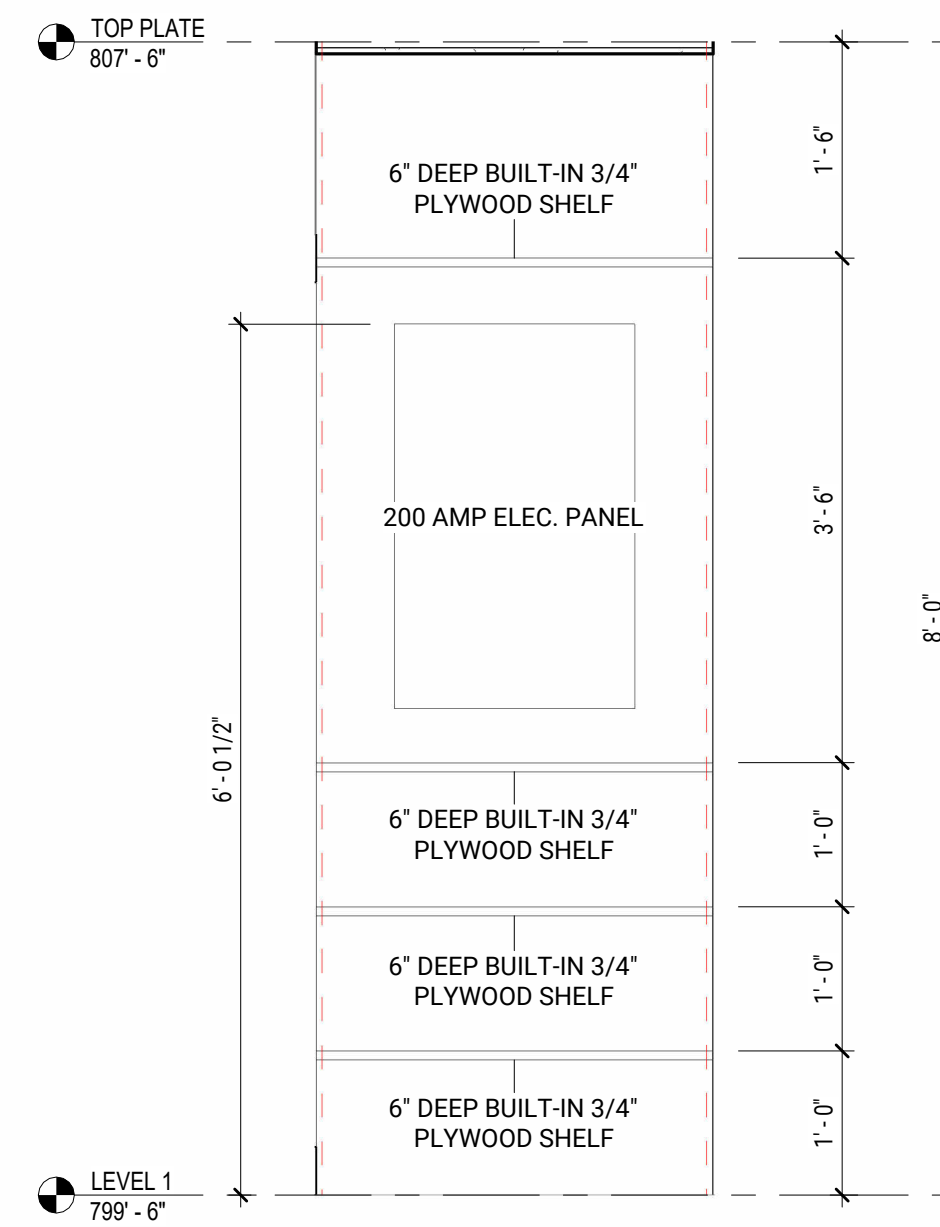 TOP PLATE
807' - 6"
1' - 6"
6" DEEP BUILT-IN 3/4"
PLYWOOD SHELF
200 AMP ELEC. PANEL
3' - 6"
8' - 0"
6' - 0 1/2"
6" DEEP BUILT-IN 3/4"
PLYWOOD SHELF
1' - 0"
6" DEEP BUILT-IN 3/4"
PLYWOOD SHELF
1' - 0"
6" DEEP BUILT-IN 3/4"
PLYWOOD SHELF
1' - 0"
LEVEL 1
799' - 6"